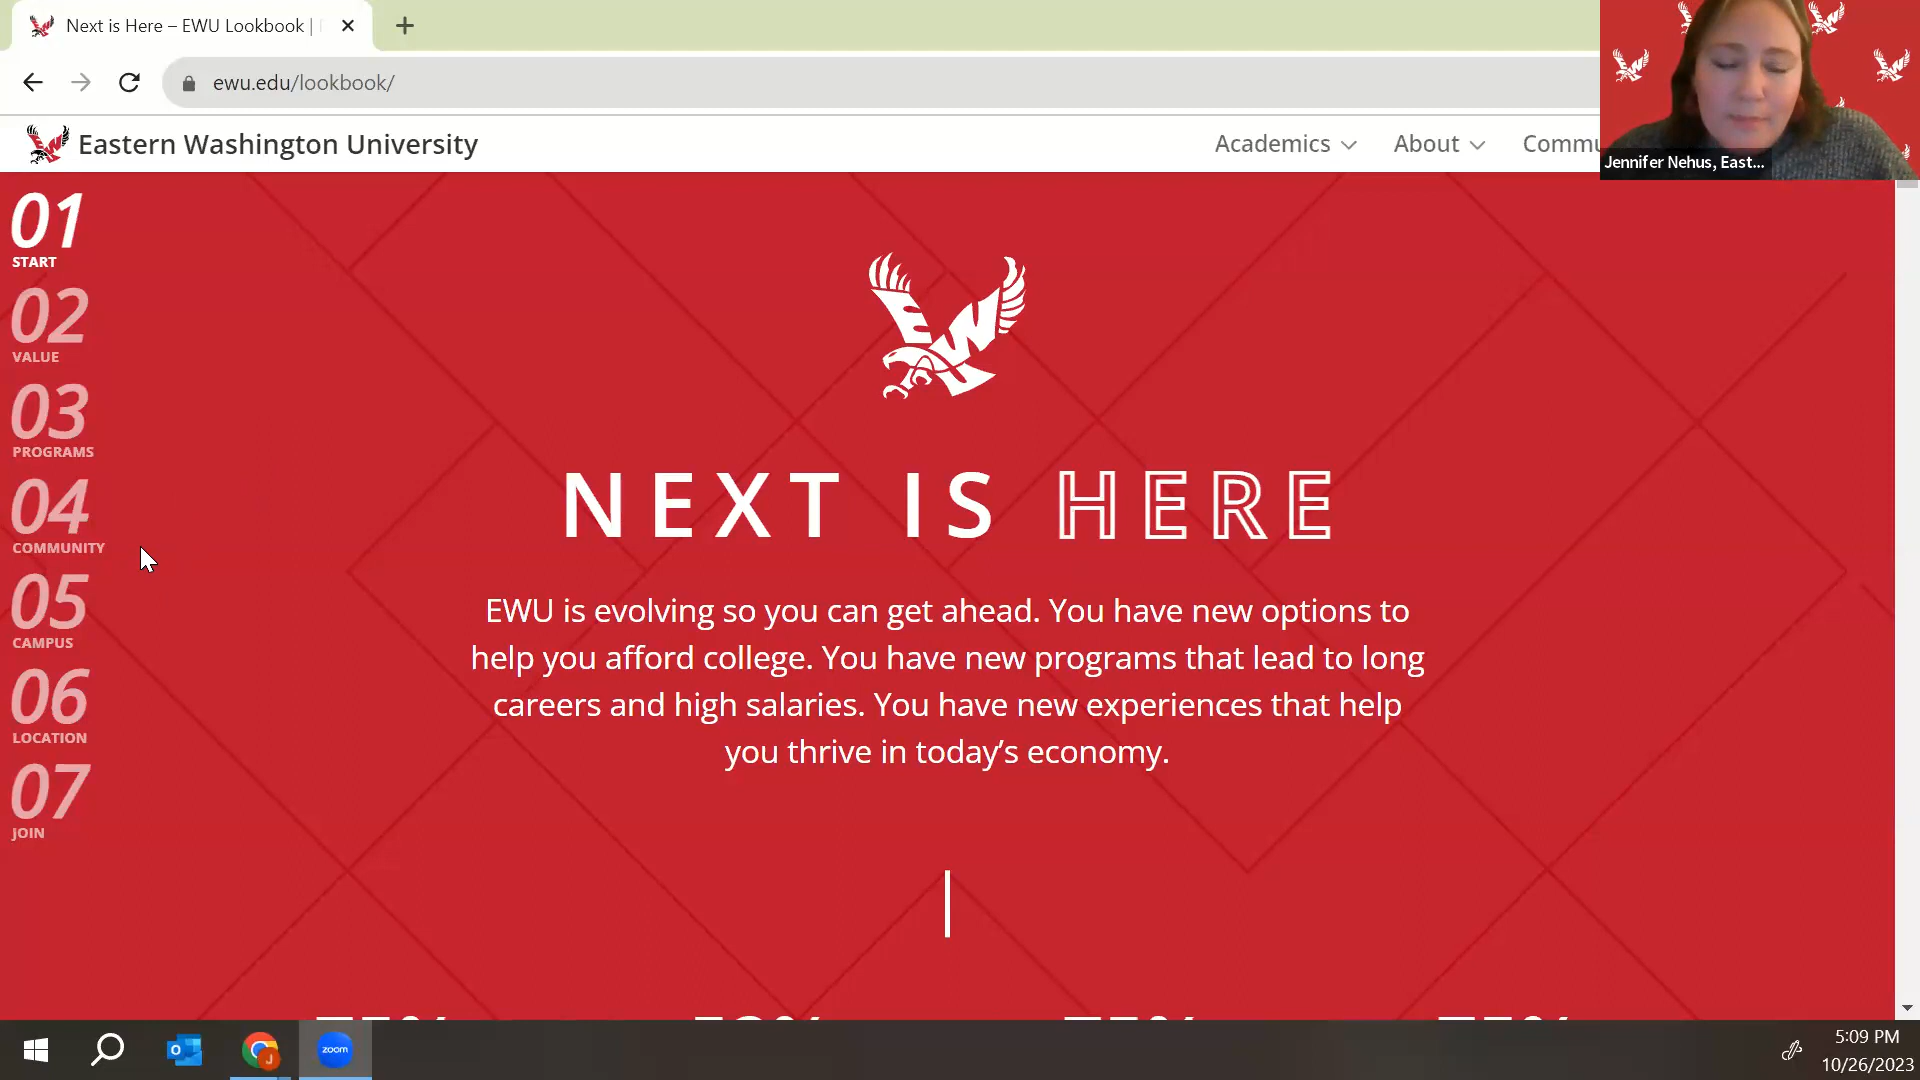 Next is Here – EWU Lookbook |
ewu.edu/lookbook/
Eastern Washington University
Academics
About
Commu
Jennifer Nehus, East...
01
START
02
VALUE
03
PROGRAMS
04
COMMUNITY
05
CAMPUS
06
LOCATION
07
JOIN
EW
NEXT IS HERE
EWU is evolving so you can get ahead. You have new options to
help you afford college. You have new programs that lead to long
careers and high salaries. You have new experiences that help
you thrive in today’s economy.
J
zoom
5:09 PM
10/26/2023